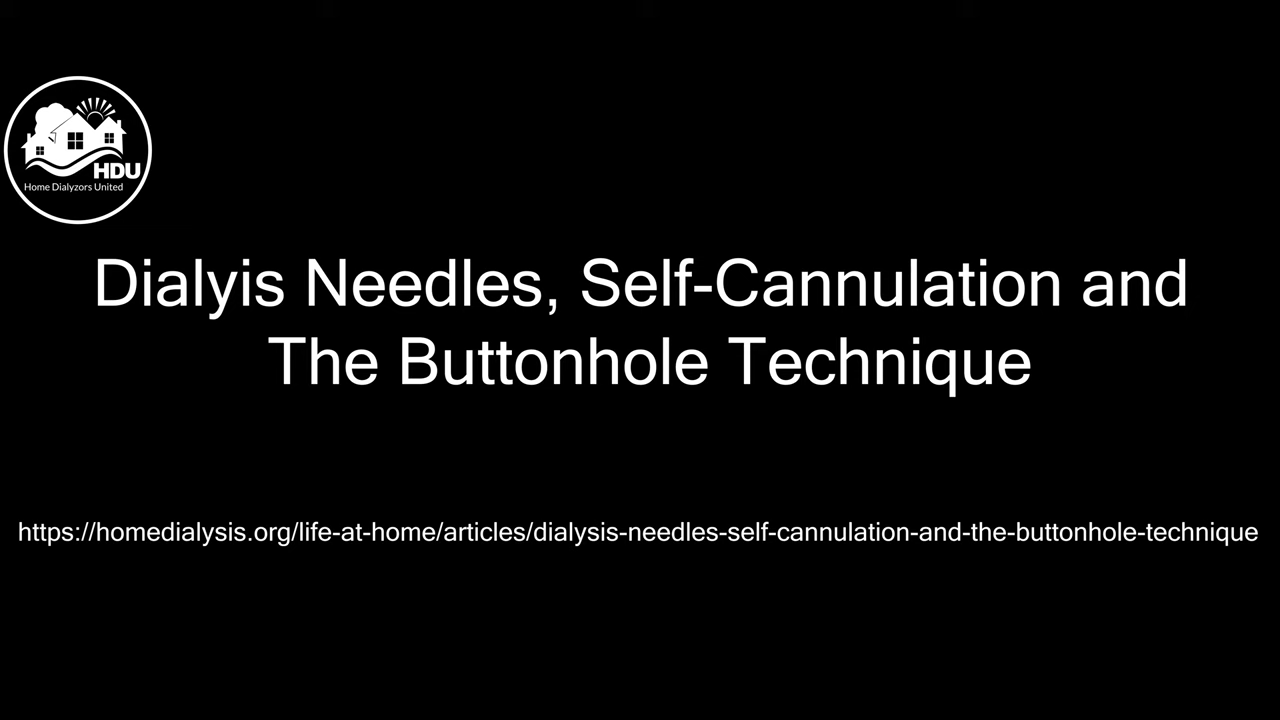 HDU
Home Dialyzors United
Dialyis Needles, Self-Cannulation and
The Buttonhole Technique
https://homedialysis.org/life-at-home/articles/dialysis-needles-self-cannulation-and-the-buttonhole-technique